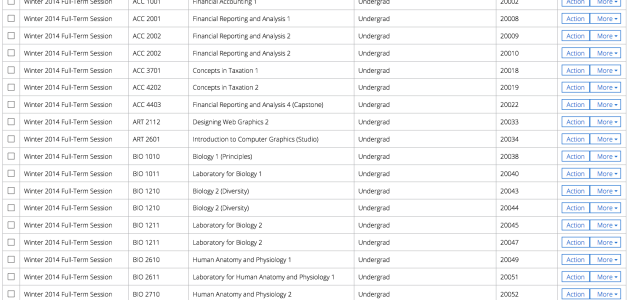 Winter 2014 Full-Term Session ACC 1001 Financial Accounting 1 Undergrad 20002 Action More
Winter 2014 Full-Term Session ACC 2001 Financial Reporting and Analysis 1 Undergrad 20008 Action More
Winter 2014 Full-Term Session ACC 2002 Financial Reporting and Analysis 2 Undergrad 20009 Action More
Winter 2014 Full-Term Session ACC 2002 Financial Reporting and Analysis 2 Undergrad 20010 Action More
Winter 2014 Full-Term Session ACC 3701 Concepts in Taxation 1 Undergrad 20018 Action More
Winter 2014 Full-Term Session ACC 4202 Concepts in Taxation 2 Undergrad 20019 Action More
Winter 2014 Full-Term Session ACC 4403 Financial Reporting and Analysis 4 (Capstone) Undergrad 20022 Action More
Winter 2014 Full-Term Session ART 2112 Designing Web Graphics 2 Undergrad 20033 Action More
Winter 2014 Full-Term Session ART 2601 Introduction to Computer Graphics (Studio) Undergrad 20034 Action More
Winter 2014 Full-Term Session BIO 1010 Biology 1 (Principles) Undergrad 20038 Action More
Winter 2014 Full-Term Session BIO 1011 Laboratory for Biology 1 Undergrad 20040 Action More
Winter 2014 Full-Term Session BIO 1210 Biology 2 (Diversity) Undergrad 20043 Action More
Winter 2014 Full-Term Session BIO 1210 Biology 2 (Diversity) Undergrad 20044 Action More
Winter 2014 Full-Term Session BIO 1211 Laboratory for Biology 2 Undergrad 20045 Action More
Winter 2014 Full-Term Session BIO 1211 Laboratory for Biology 2 Undergrad 20047 Action More
Winter 2014 Full-Term Session BIO 2610 Human Anatomy and Physiology 1 Undergrad 20049 Action More
Winter 2014 Full-Term Session BIO 2611 Laboratory for Human Anatomy and Physiology 1 Undergrad 20051 Action More
Winter 2014 Full-Term Session BIO 2710 Human Anatomy and Physiology 2 Undergrad 20052 Action More